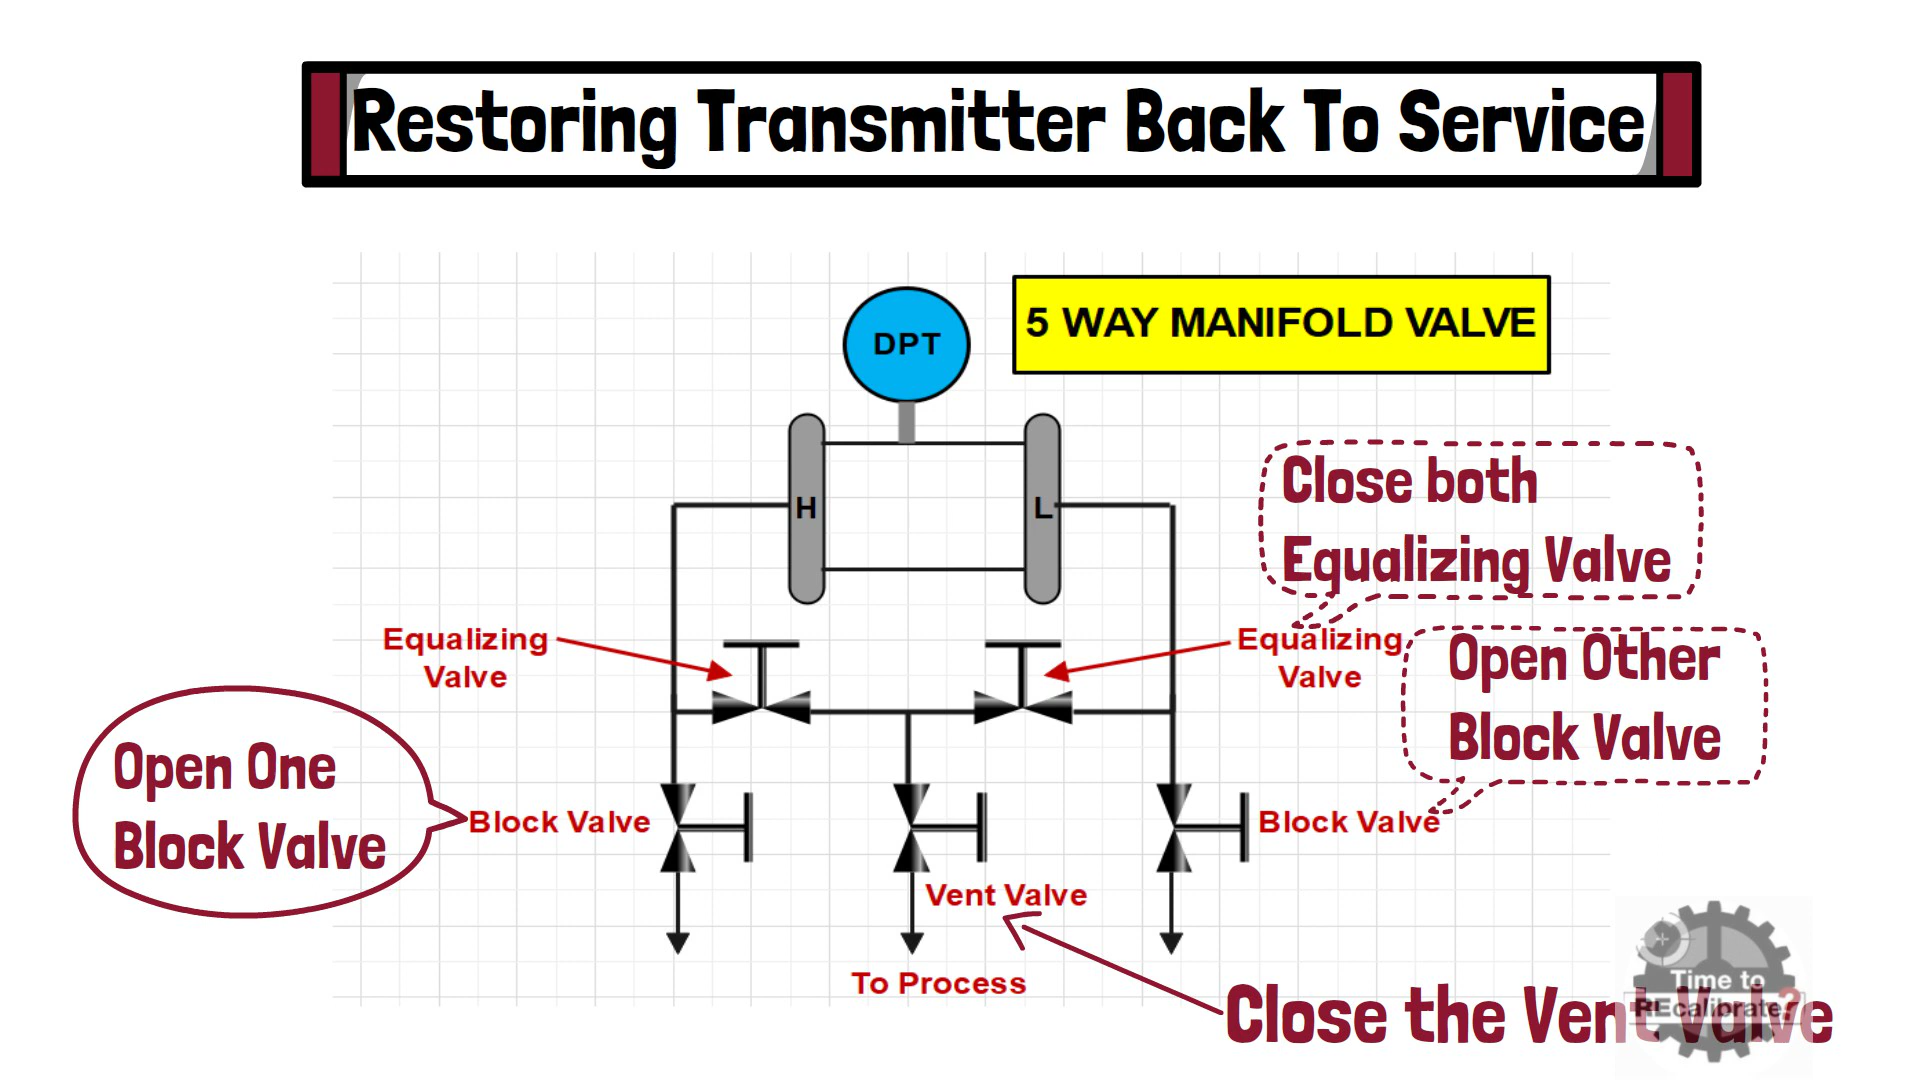 Restoring Transmitter Back To Service
5 WAY MANIFOLD VALVE
DPT
H
L
Close both
Equalizing Valve
Equalizing
Valve
Equalizing
Valve
Open Other
Block Valve
Open One
Block Valve
Block Valve
Block Valve
Vent Valve
To Process
Close the Vent Valve
Time to
REcalibrate?